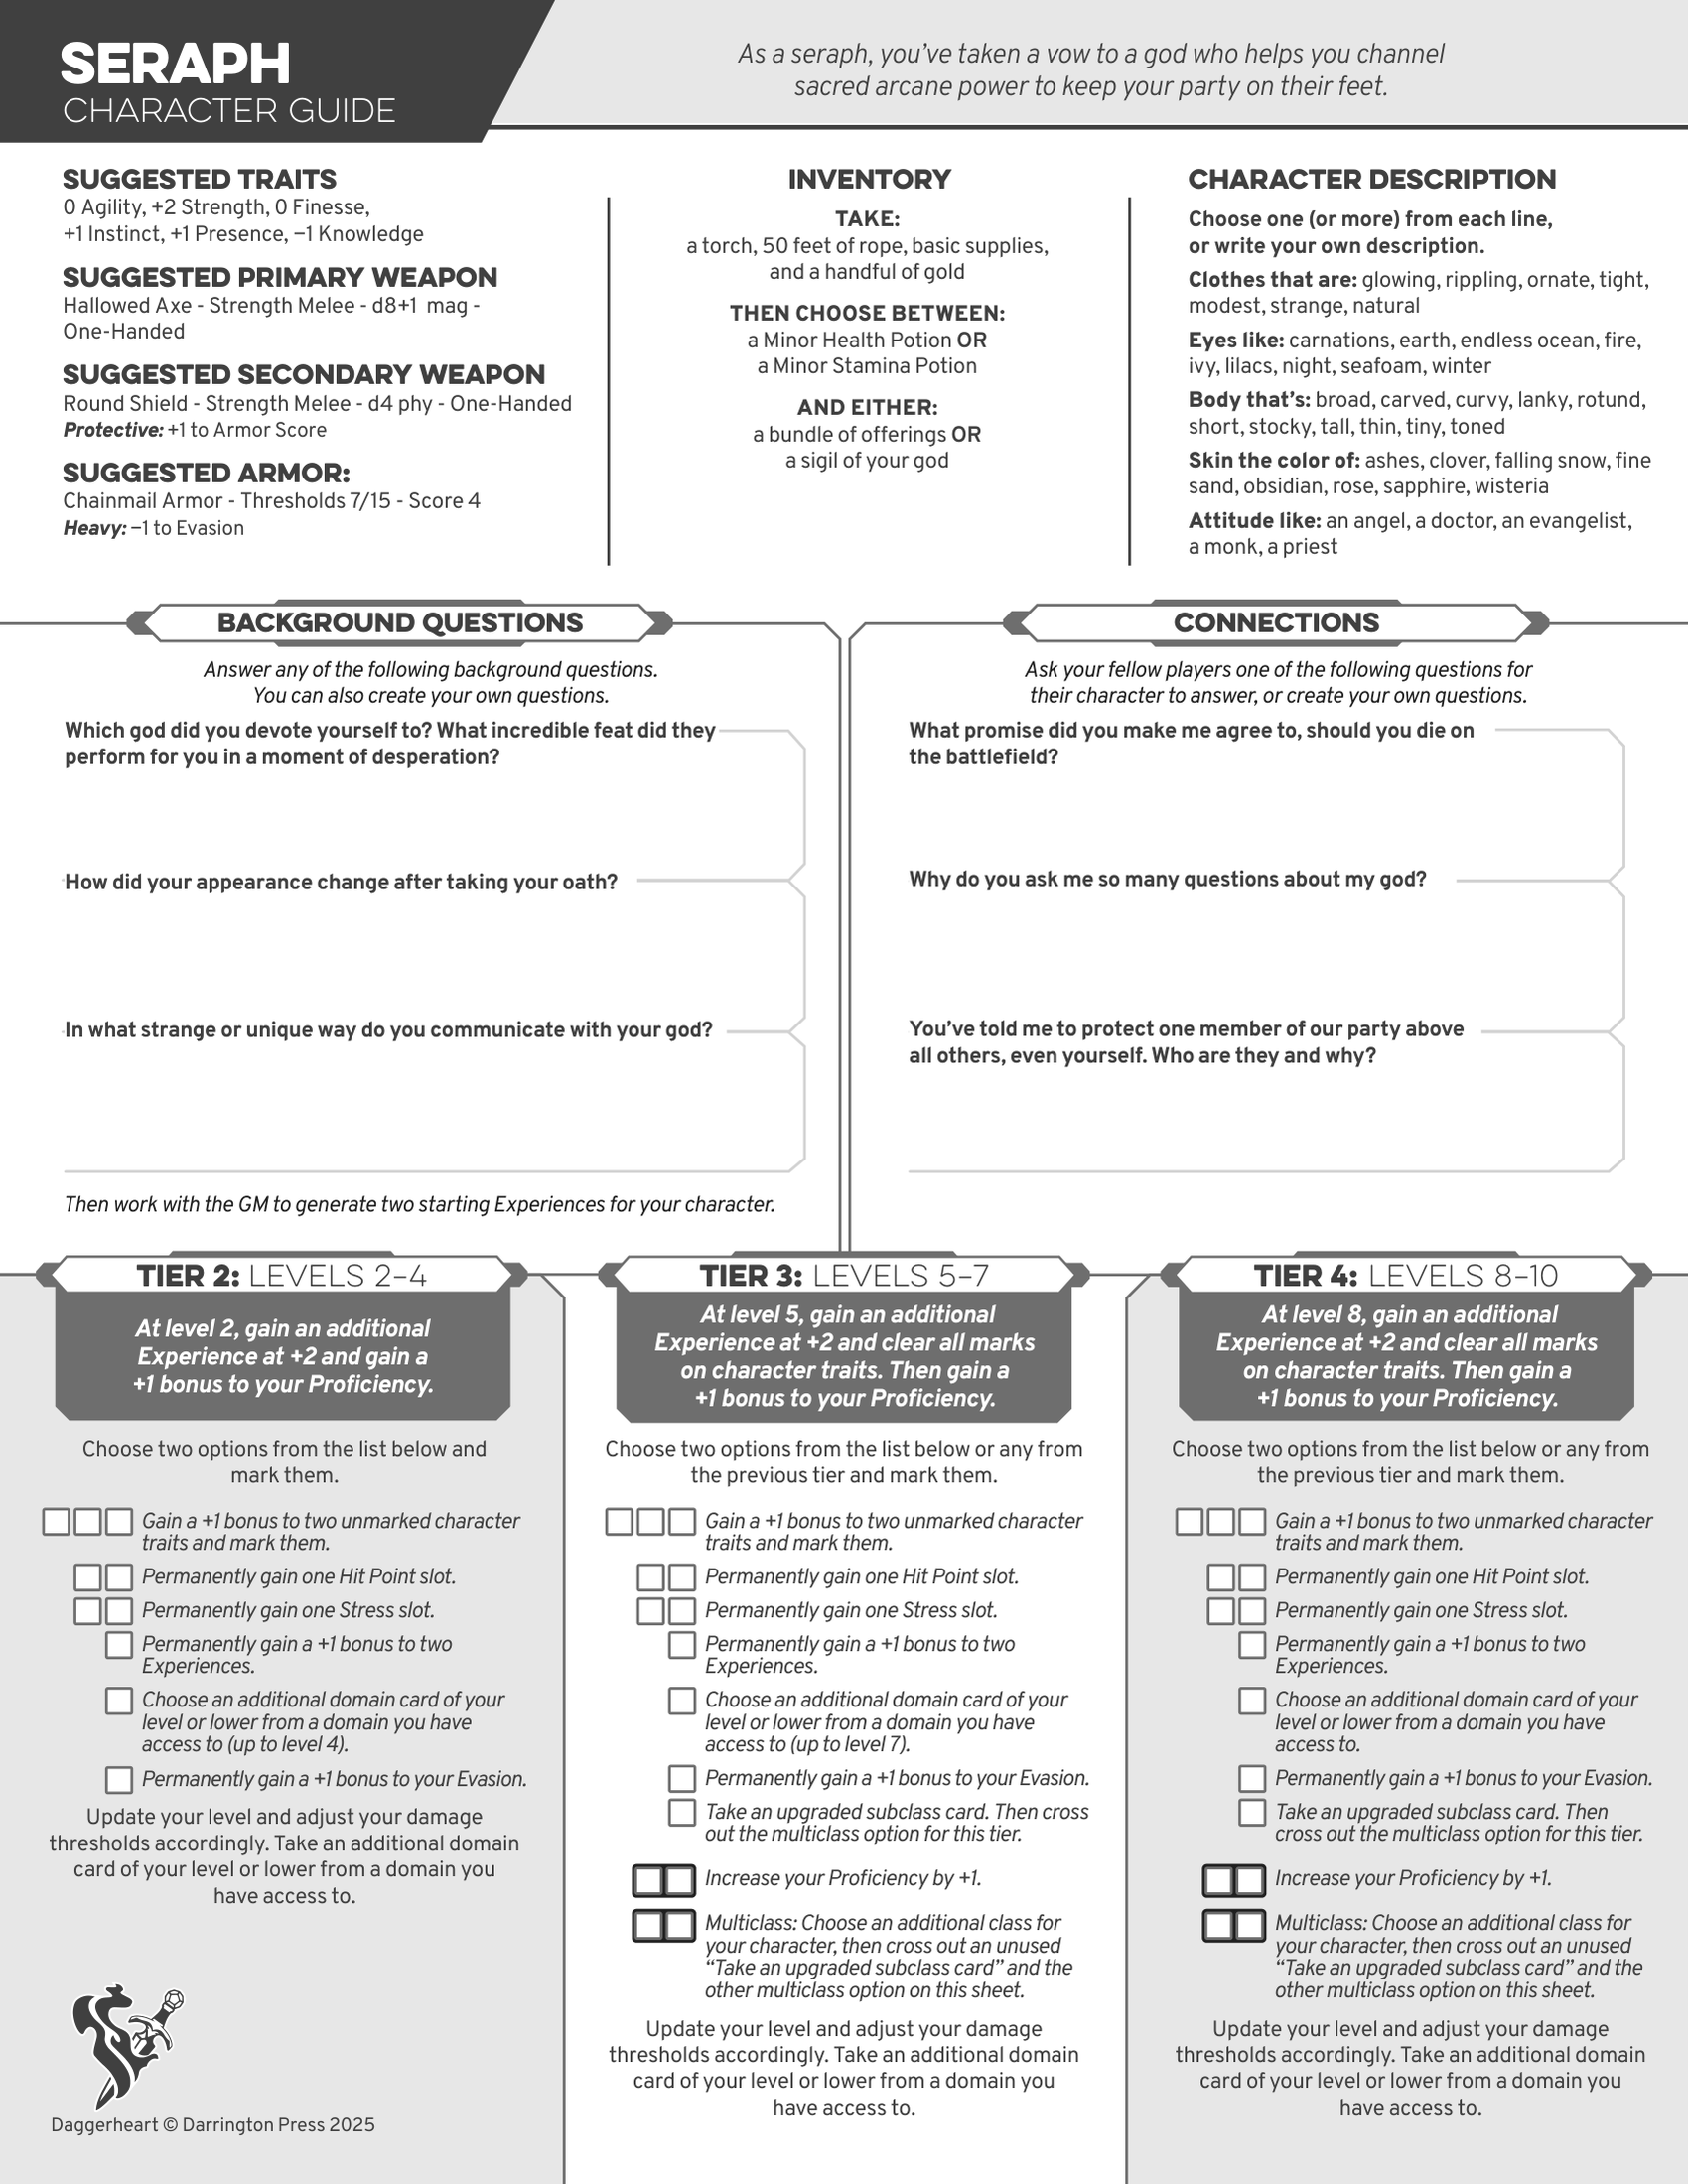 SERAPH
CHARACTER GUIDE
As a seraph, you’ve taken a vow to a god who helps you channel
sacred arcane power to keep your party on their feet.
SUGGESTED TRAITS
0 Agility, +2 Strength, 0 Finesse,
+1 Instinct, +1 Presence, −1 Knowledge
SUGGESTED PRIMARY WEAPON
Hallowed Axe - Strength Melee - d8+1 mag -
One-Handed
SUGGESTED SECONDARY WEAPON
Round Shield - Strength Melee - d4 phy - One-Handed
Protective: +1 to Armor Score
SUGGESTED ARMOR:
Chainmail Armor - Thresholds 7/15 - Score 4
Heavy: −1 to Evasion
INVENTORY
TAKE:
a torch, 50 feet of rope, basic supplies,
and a handful of gold
THEN CHOOSE BETWEEN:
a Minor Health Potion OR
a Minor Stamina Potion
AND EITHER:
a bundle of offerings OR
a sigil of your god
CHARACTER DESCRIPTION
Choose one (or more) from each line,
or write your own description.
Clothes that are: glowing, rippling, ornate, tight,
modest, strange, natural
Eyes like: carnations, earth, endless ocean, fire,
ivy, lilacs, night, seafoam, winter
Body that’s: broad, carved, curvy, lanky, rotund,
short, stocky, tall, thin, tiny, toned
Skin the color of: ashes, clover, falling snow, fine
sand, obsidian, rose, sapphire, wisteria
Attitude like: an angel, a doctor, an evangelist,
a monk, a priest
BACKGROUND QUESTIONS
Answer any of the following background questions.
You can also create your own questions.
Which god did you devote yourself to? What incredible feat did they
perform for you in a moment of desperation?
How did your appearance change after taking your oath?
In what strange or unique way do you communicate with your god?
Then work with the GM to generate two starting Experiences for your character.
CONNECTIONS
Ask your fellow players one of the following questions for
their character to answer, or create your own questions.
What promise did you make me agree to, should you die on
the battlefield?
Why do you ask me so many questions about my god?
You’ve told me to protect one member of our party above
all others, even yourself. Who are they and why?
TIER 2: LEVELS 2–4
At level 2, gain an additional
Experience at +2 and gain a
+1 bonus to your Proficiency.
Choose two options from the list below and
mark them.
Gain a +1 bonus to two unmarked character
traits and mark them.
Permanently gain one Hit Point slot.
Permanently gain one Stress slot.
Permanently gain a +1 bonus to two
Experiences.
Choose an additional domain card of your
level or lower from a domain you have
access to (up to level 4).
Permanently gain a +1 bonus to your Evasion.
Update your level and adjust your damage
thresholds accordingly. Take an additional domain
card of your level or lower from a domain you
have access to.
Daggerheart © Darrington Press 2025
TIER 3: LEVELS 5–7
At level 5, gain an additional
Experience at +2 and clear all marks
on character traits. Then gain a
+1 bonus to your Proficiency.
Choose two options from the list below or any from
the previous tier and mark them.
Gain a +1 bonus to two unmarked character
traits and mark them.
Permanently gain one Hit Point slot.
Permanently gain one Stress slot.
Permanently gain a +1 bonus to two
Experiences.
Choose an additional domain card of your
level or lower from a domain you have
access to (up to level 7).
Permanently gain a +1 bonus to your Evasion.
Take an upgraded subclass card. Then cross
out the multiclass option for this tier.
Increase your Proficiency by +1.
Multiclass: Choose an additional class for
your character, then cross out an unused
“Take an upgraded subclass card” and the
other multiclass option on this sheet.
Update your level and adjust your damage
thresholds accordingly. Take an additional domain
card of your level or lower from a domain you
have access to.
TIER 4: LEVELS 8–10
At level 8, gain an additional
Experience at +2 and clear all marks
on character traits. Then gain a
+1 bonus to your Proficiency.
Choose two options from the list below or any from
the previous tier and mark them.
Gain a +1 bonus to two unmarked character
traits and mark them.
Permanently gain one Hit Point slot.
Permanently gain one Stress slot.
Permanently gain a +1 bonus to two
Experiences.
Choose an additional domain card of your
level or lower from a domain you have
access to.
Permanently gain a +1 bonus to your Evasion.
Take an upgraded subclass card. Then
cross out the multiclass option for this tier.
Increase your Proficiency by +1.
Multiclass: Choose an additional class for
your character, then cross out an unused
“Take an upgraded subclass card” and the
other multiclass option on this sheet.
Update your level and adjust your damage
thresholds accordingly. Take an additional domain
card of your level or lower from a domain you
have access to.